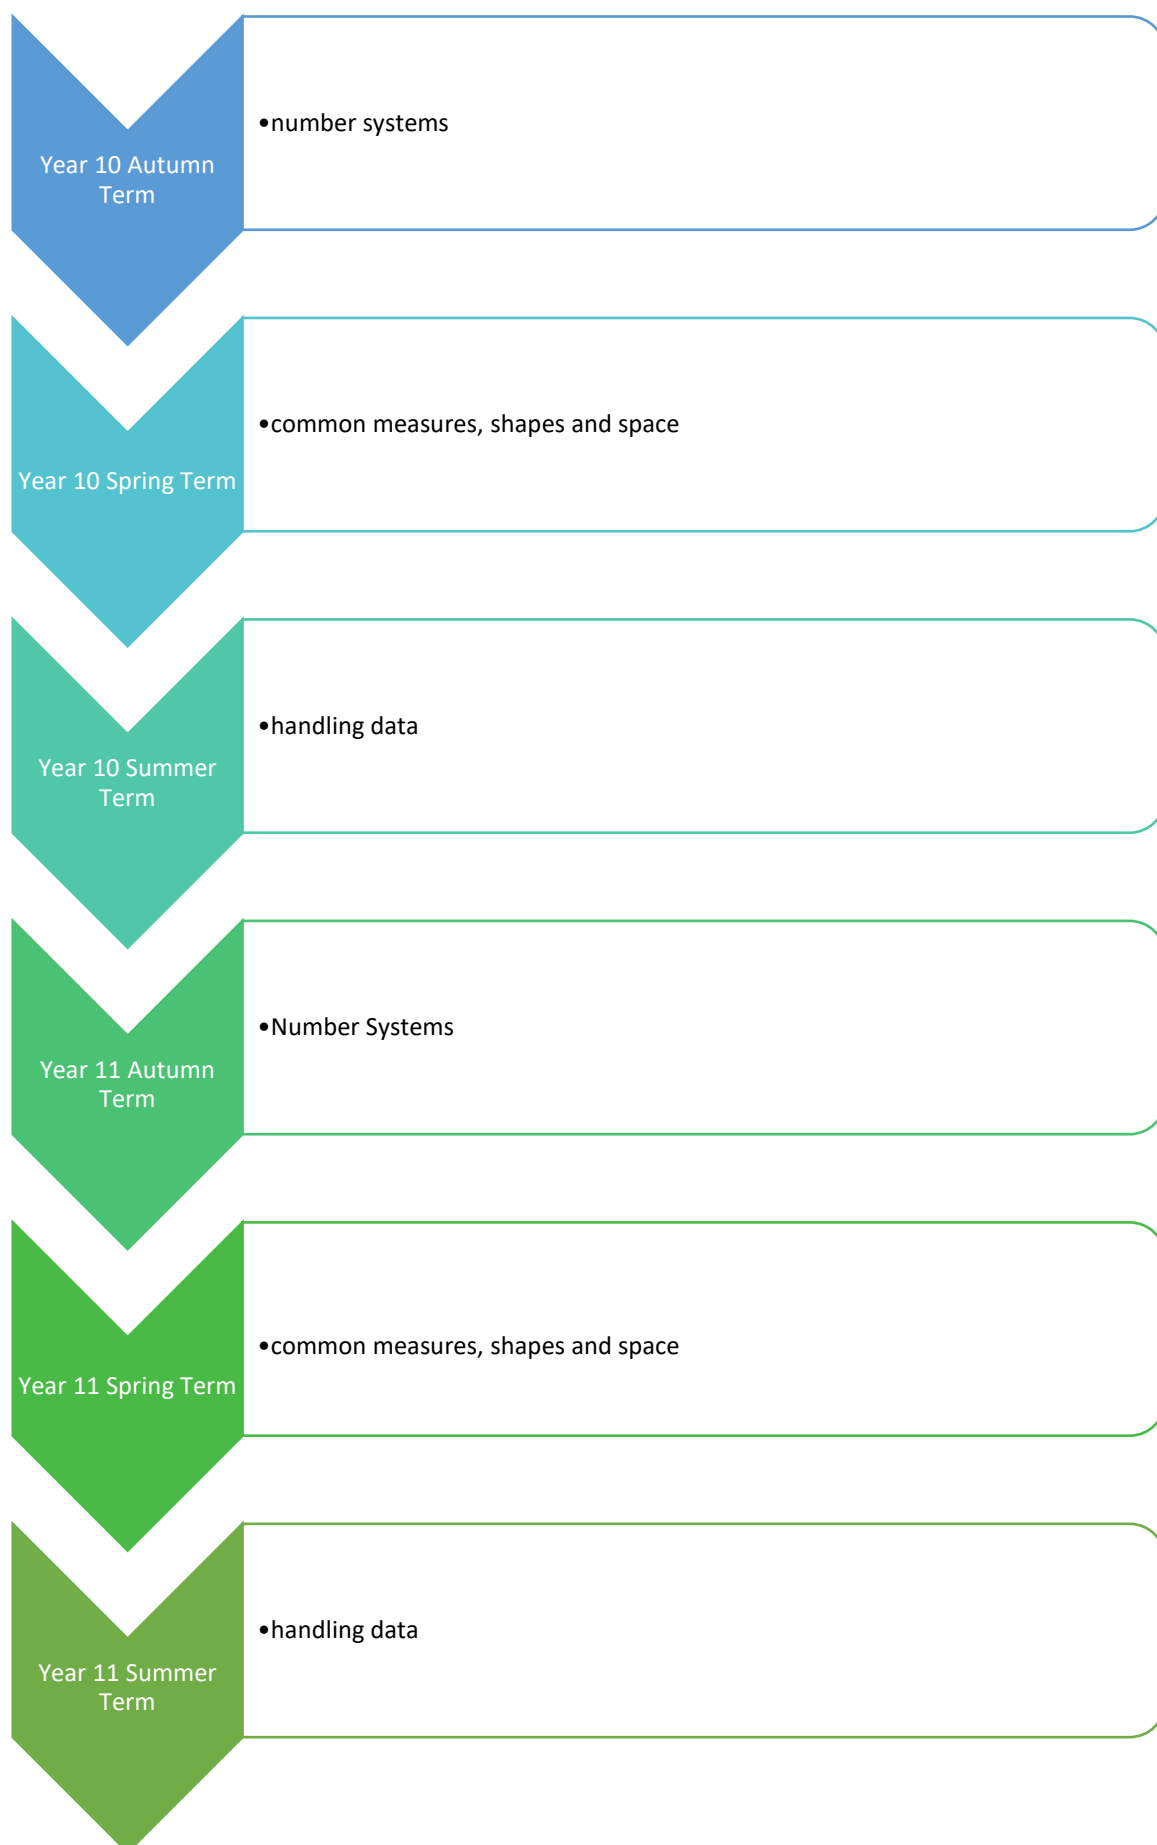 Year 10 Autumn
Term
•number systems
Year 10 Spring Term
•common measures, shapes and space
Year 10 Summer
Term
•handling data
Year 11 Autumn
Term
•Number Systems
Year 11 Spring Term
•common measures, shapes and space
Year 11 Summer
Term
•handling data